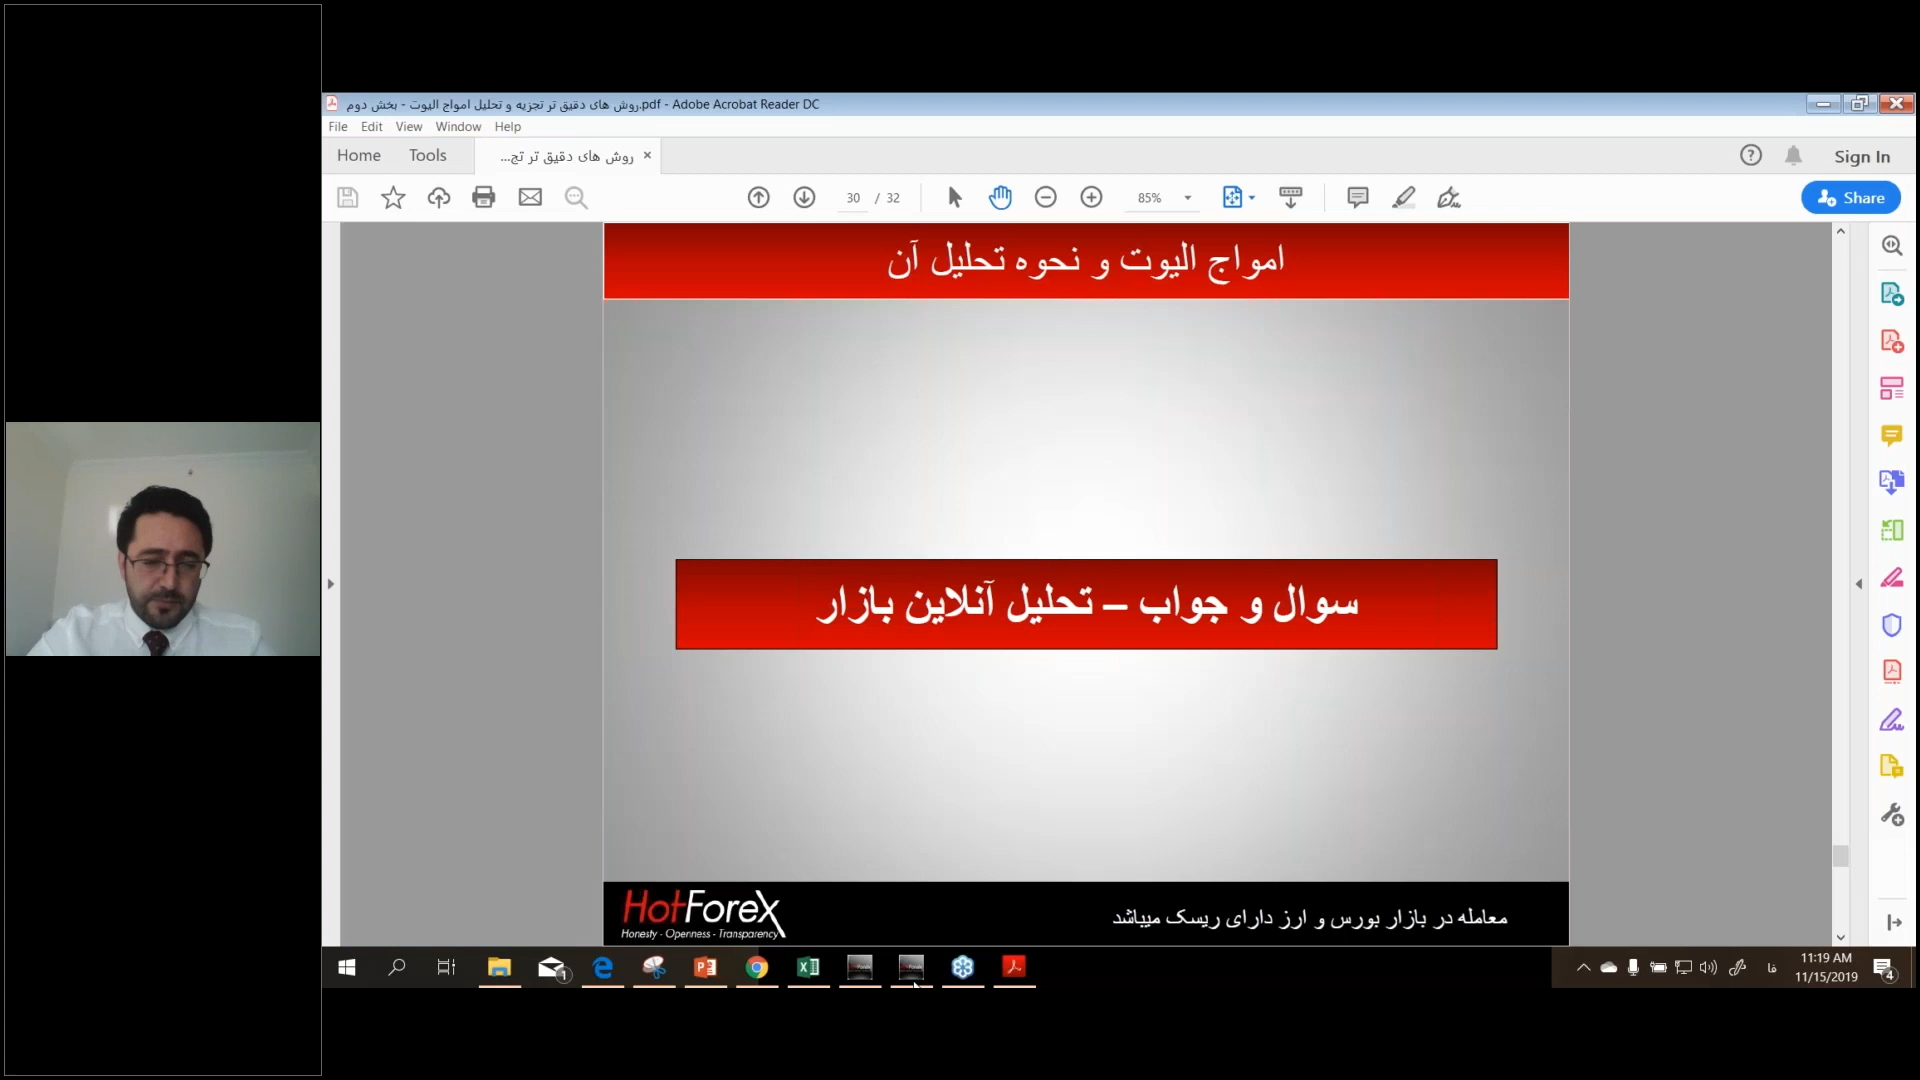 روش های دقیق تر تجزیه و تحلیل امواج الیوت - بخش دوم.pdf - Adobe Acrobat Reader DC
File Edit View Window Help
Home Tools روش های دقیق تر تج... × Sign In
30 / 32 85% Share
امواج الیوت و نحوه تحلیل آن
سوال و جواب – تحلیل آنلاین بازار
HotForex
Honesty - Openness - Transparency
معامله در بازار بورس و ارز دارای ریسک میباشد
1
فا
11:19 AM
11/15/2019
4